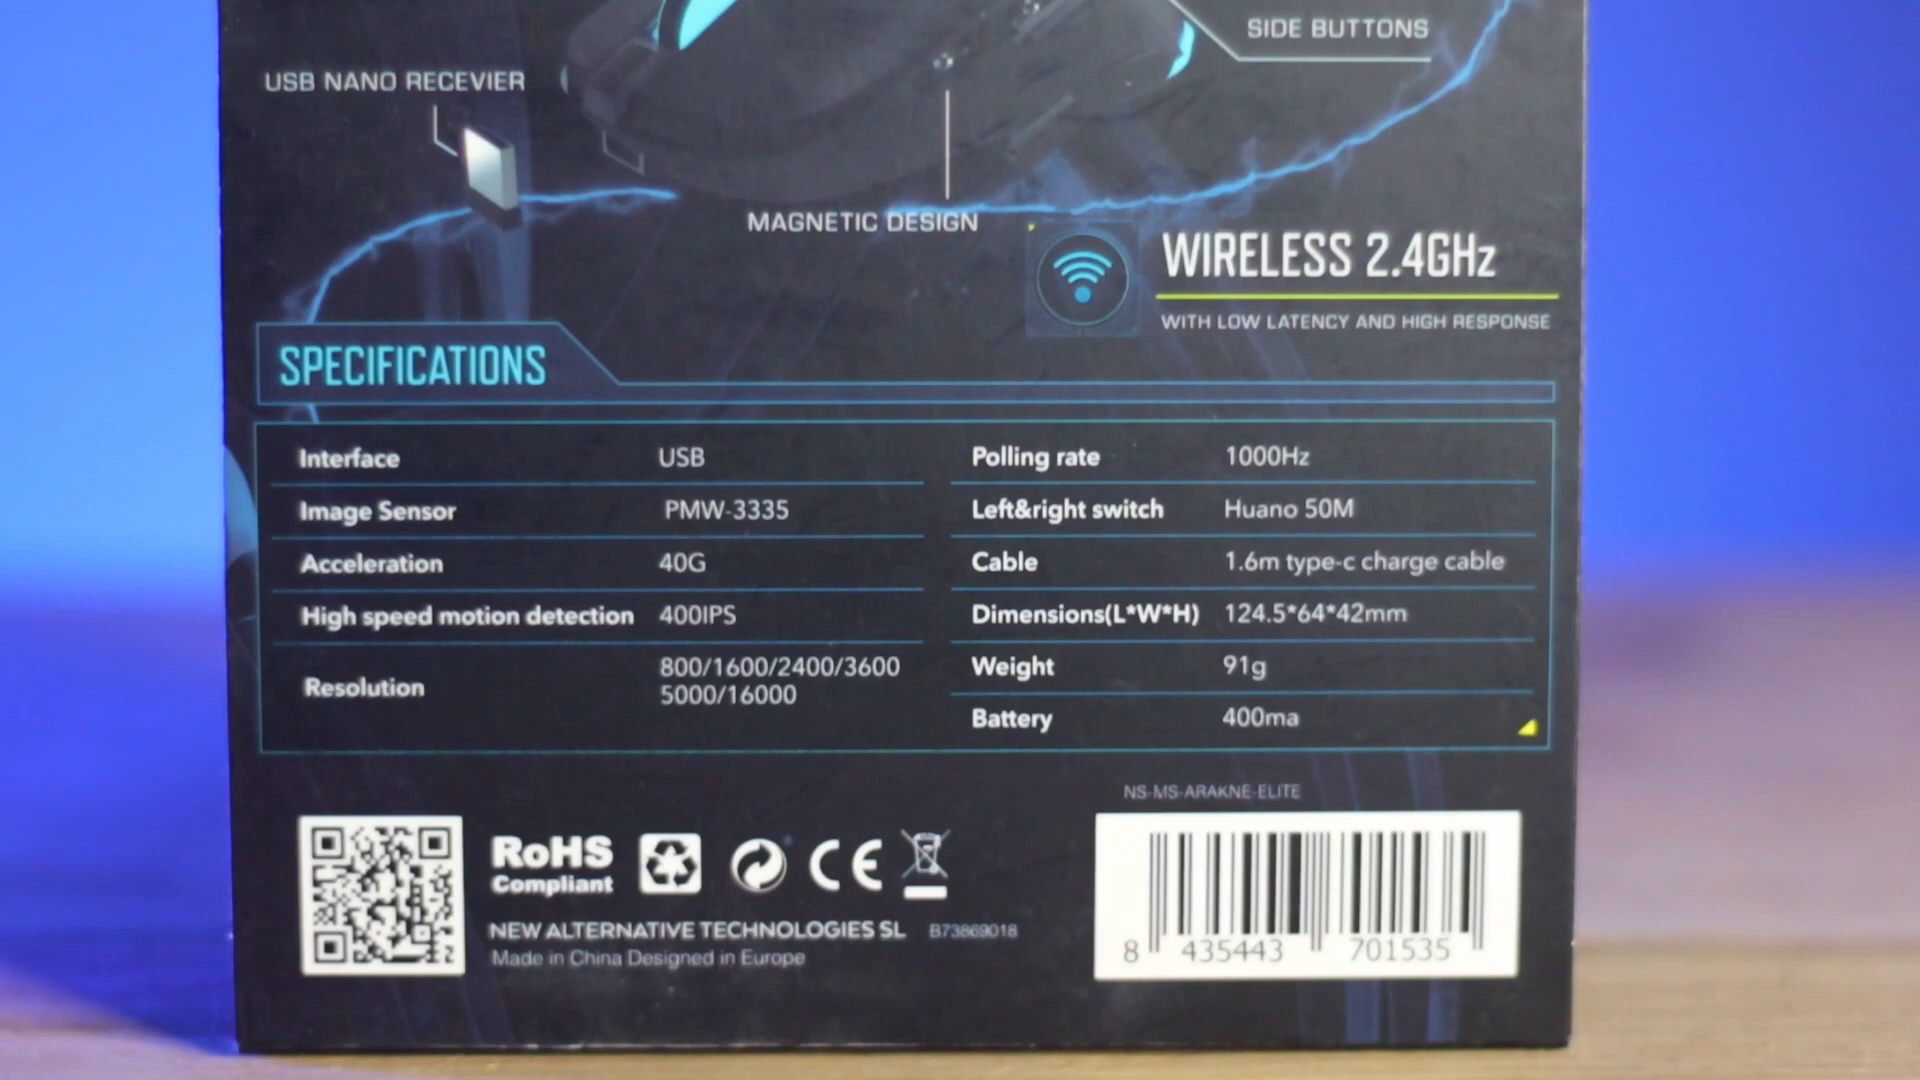 SIDE BUTTONS
USB NANO RECEVIER
MAGNETIC DESIGN
WIRELESS 2.4GHz
WITH LOW LATENCY AND HIGH RESPONSE
SPECIFICATIONS
Interface USB
Image Sensor PMW-3335
Acceleration 40G
High speed motion detection 400IPS
Resolution 800/1600/2400/3600
5000/16000
Polling rate 1000Hz
Left&right switch Huano 50M
Cable 1.6m type-c charge cable
Dimensions(L*W*H) 124.5*64*42mm
Weight 91g
Battery 400ma
NS-MS-ARAKNE-ELITE
RoHS
Compliant
CE
NEW ALTERNATIVE TECHNOLOGIES SL B73869018
Made in China Designed in Europe
8 435443 701535